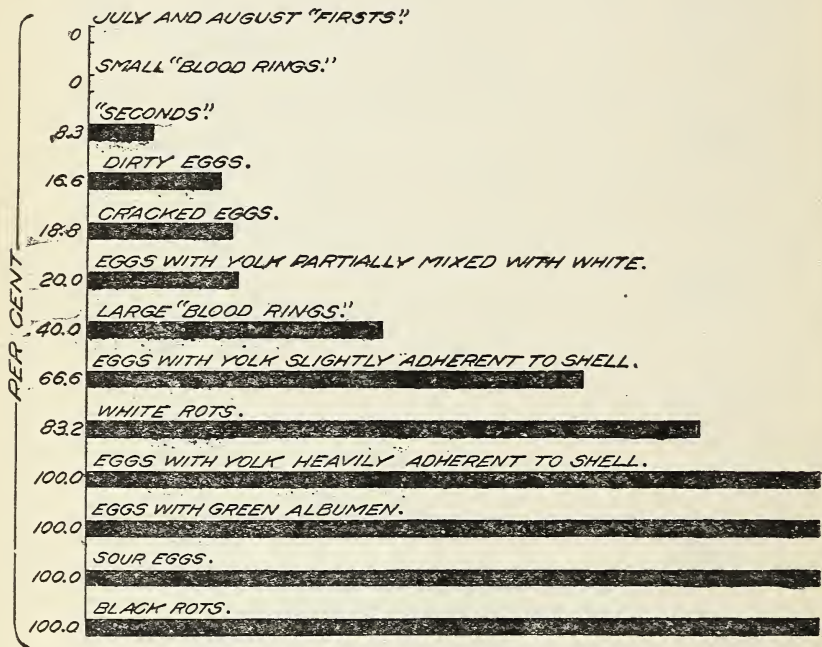 JULY AND AUGUST "FIRSTS."
0
SMALL "BLOOD RINGS."
0
"SECONDS."
8.3
DIRTY EGGS.
16.6
CRACKED EGGS.
18.8
EGGS WITH YOLK PARTIALLY MIXED WITH WHITE.
20.0
LARGE "BLOOD RINGS."
40.0
EGGS WITH YOLK SLIGHTLY ADHERENT TO SHELL.
66.6
WHITE ROTS.
83.2
EGGS WITH YOLK HEAVILY ADHERENT TO SHELL.
100.0
EGGS WITH GREEN ALBUMEN.
100.0
SOUR EGGS.
100.0
BLACK ROTS.
100.0
PER CENT